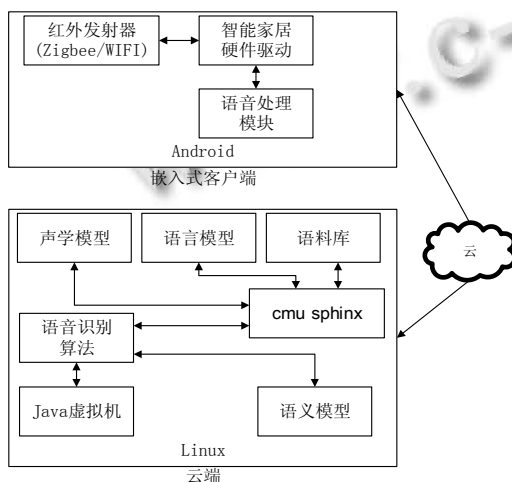 红外发射器
(Zigbee/WIFI)
智能家居
硬件驱动
语音处理
模块
Android
嵌入式客户端
云
声学模型
语言模型
语料库
cmu sphinx
语音识别
算法
Java虚拟机
语义模型
Linux
云端